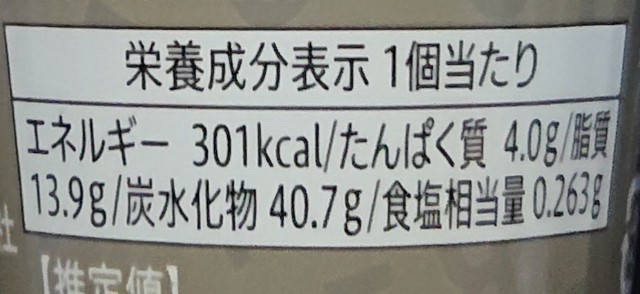 栄養成分表示 1個当たり
エネルギー 301kcal/たんぱく質 4.0g/脂質
13.9g/炭水化物 40.7g/食塩相当量 0.263g
社
【推定値】